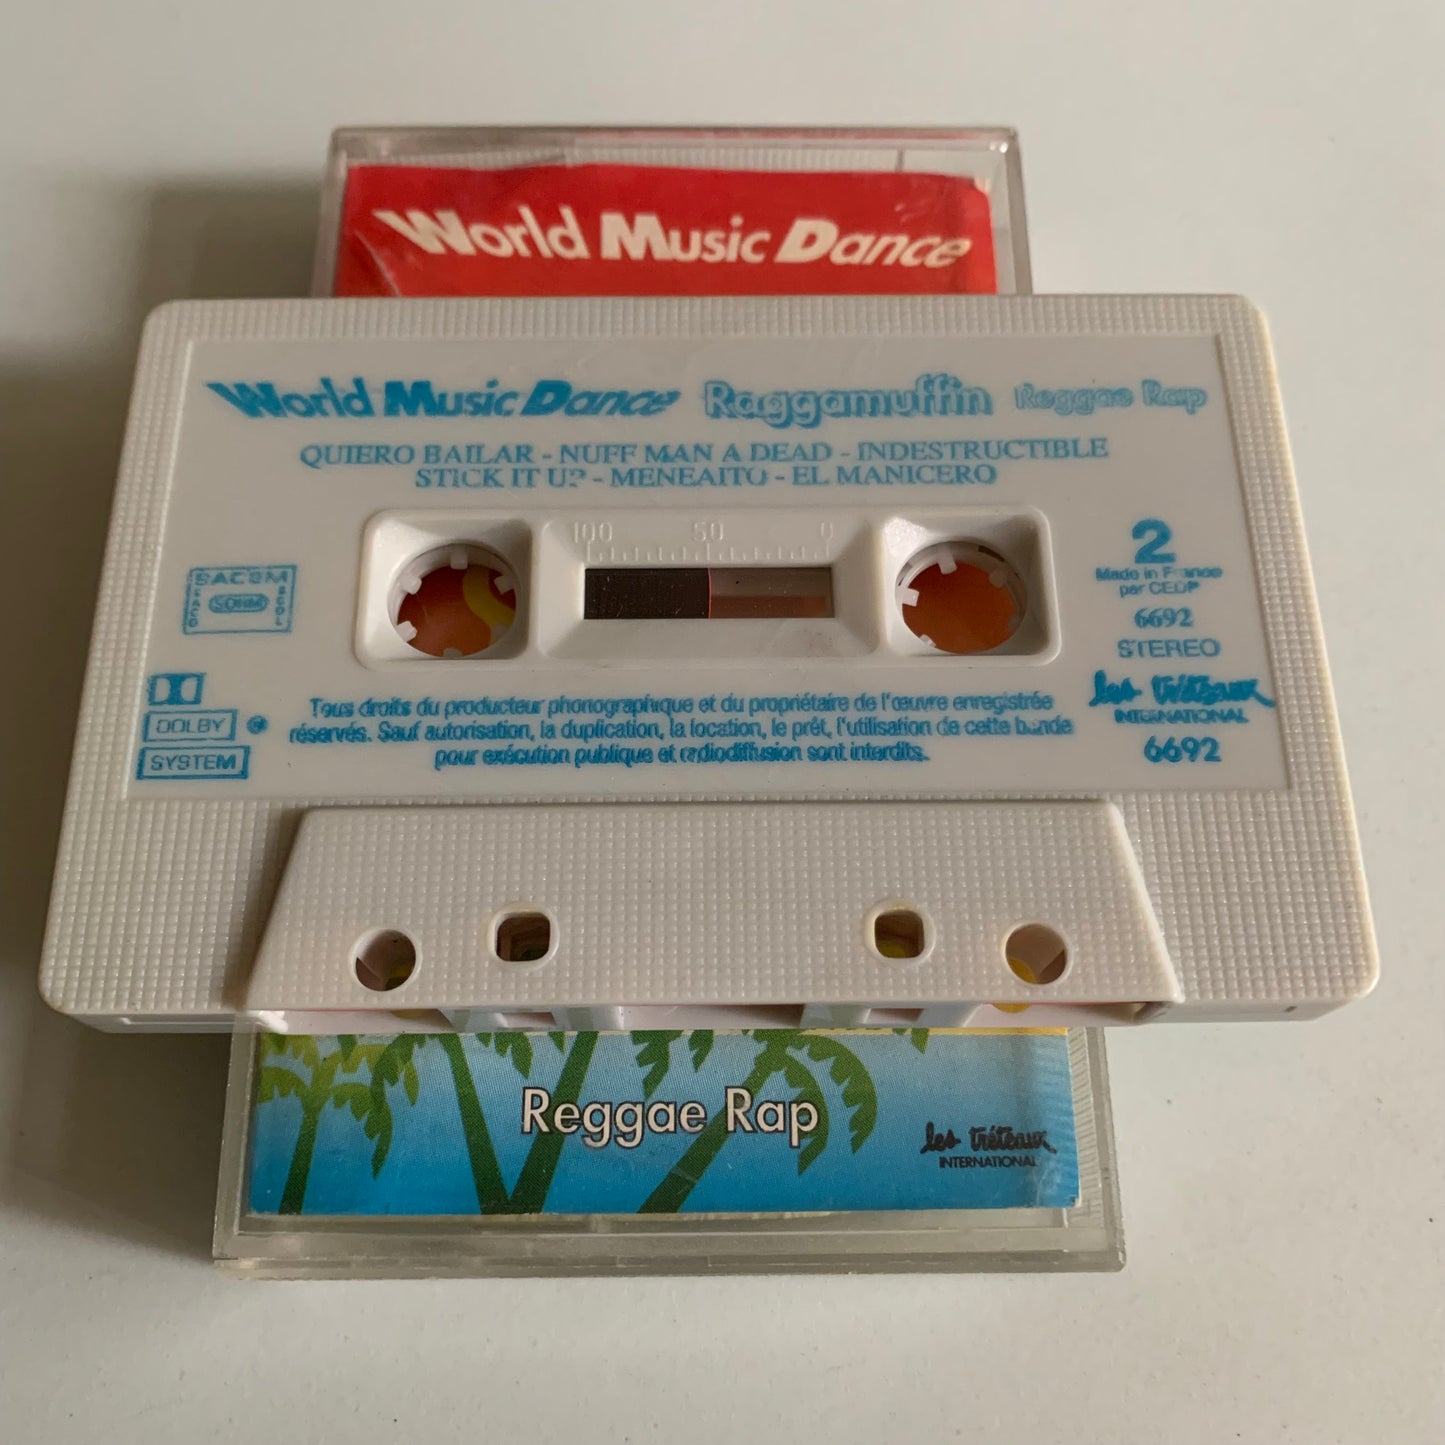 World Music Dance
World Music Dance Raggamuffin Reggae Rap
QUIERO BAILAR - NUFF MAN A DEAD - INDESTRUCTIBLE
STICK IT UP - MENEAITO - EL MANICERO
100 50 0
2
Made in France
par CEDP
6692
STEREO
les tréteaux
INTERNATIONAL
6692
SACEM
SDRM
SACD
SGDL
DOLBY
SYSTEM
Tous droits du producteur phonographique et du propriétaire de l'œuvre enregistrée
réservés. Sauf autorisation, la duplication, la location, le prêt, l'utilisation de cette bande
pour exécution publique et radiodiffusion sont interdits.
Reggae Rap
les tréteaux
INTERNATIONAL